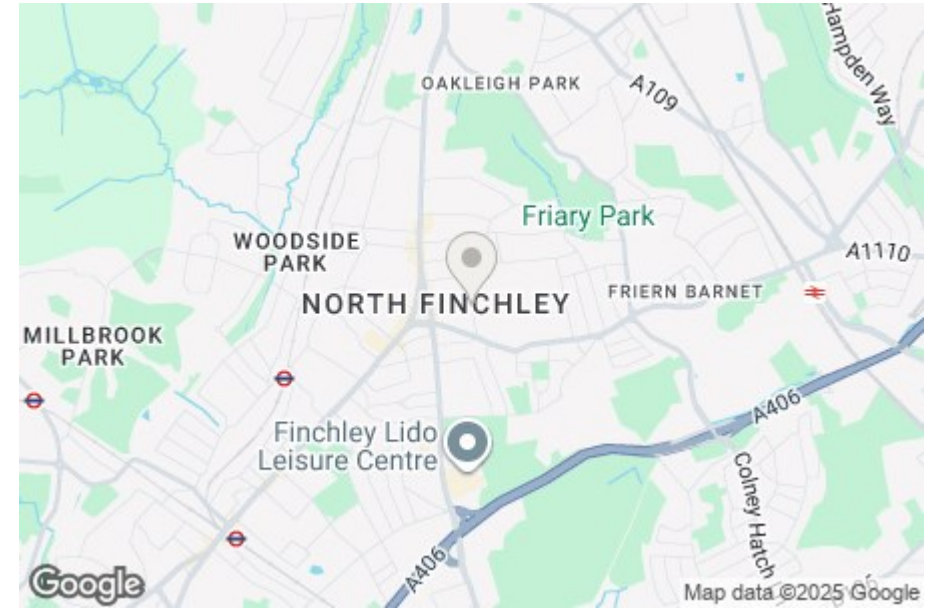 Hampden Way
OAKLEIGH PARK
A109
Friary Park
WOODSIDE
PARK
A1110
NORTH FINCHLEY
FRIERN BARNET
MILLBROOK
PARK
A406
Finchley Lido
Leisure Centre
Colney Hatch
A406
Google
Map data ©2025 Google